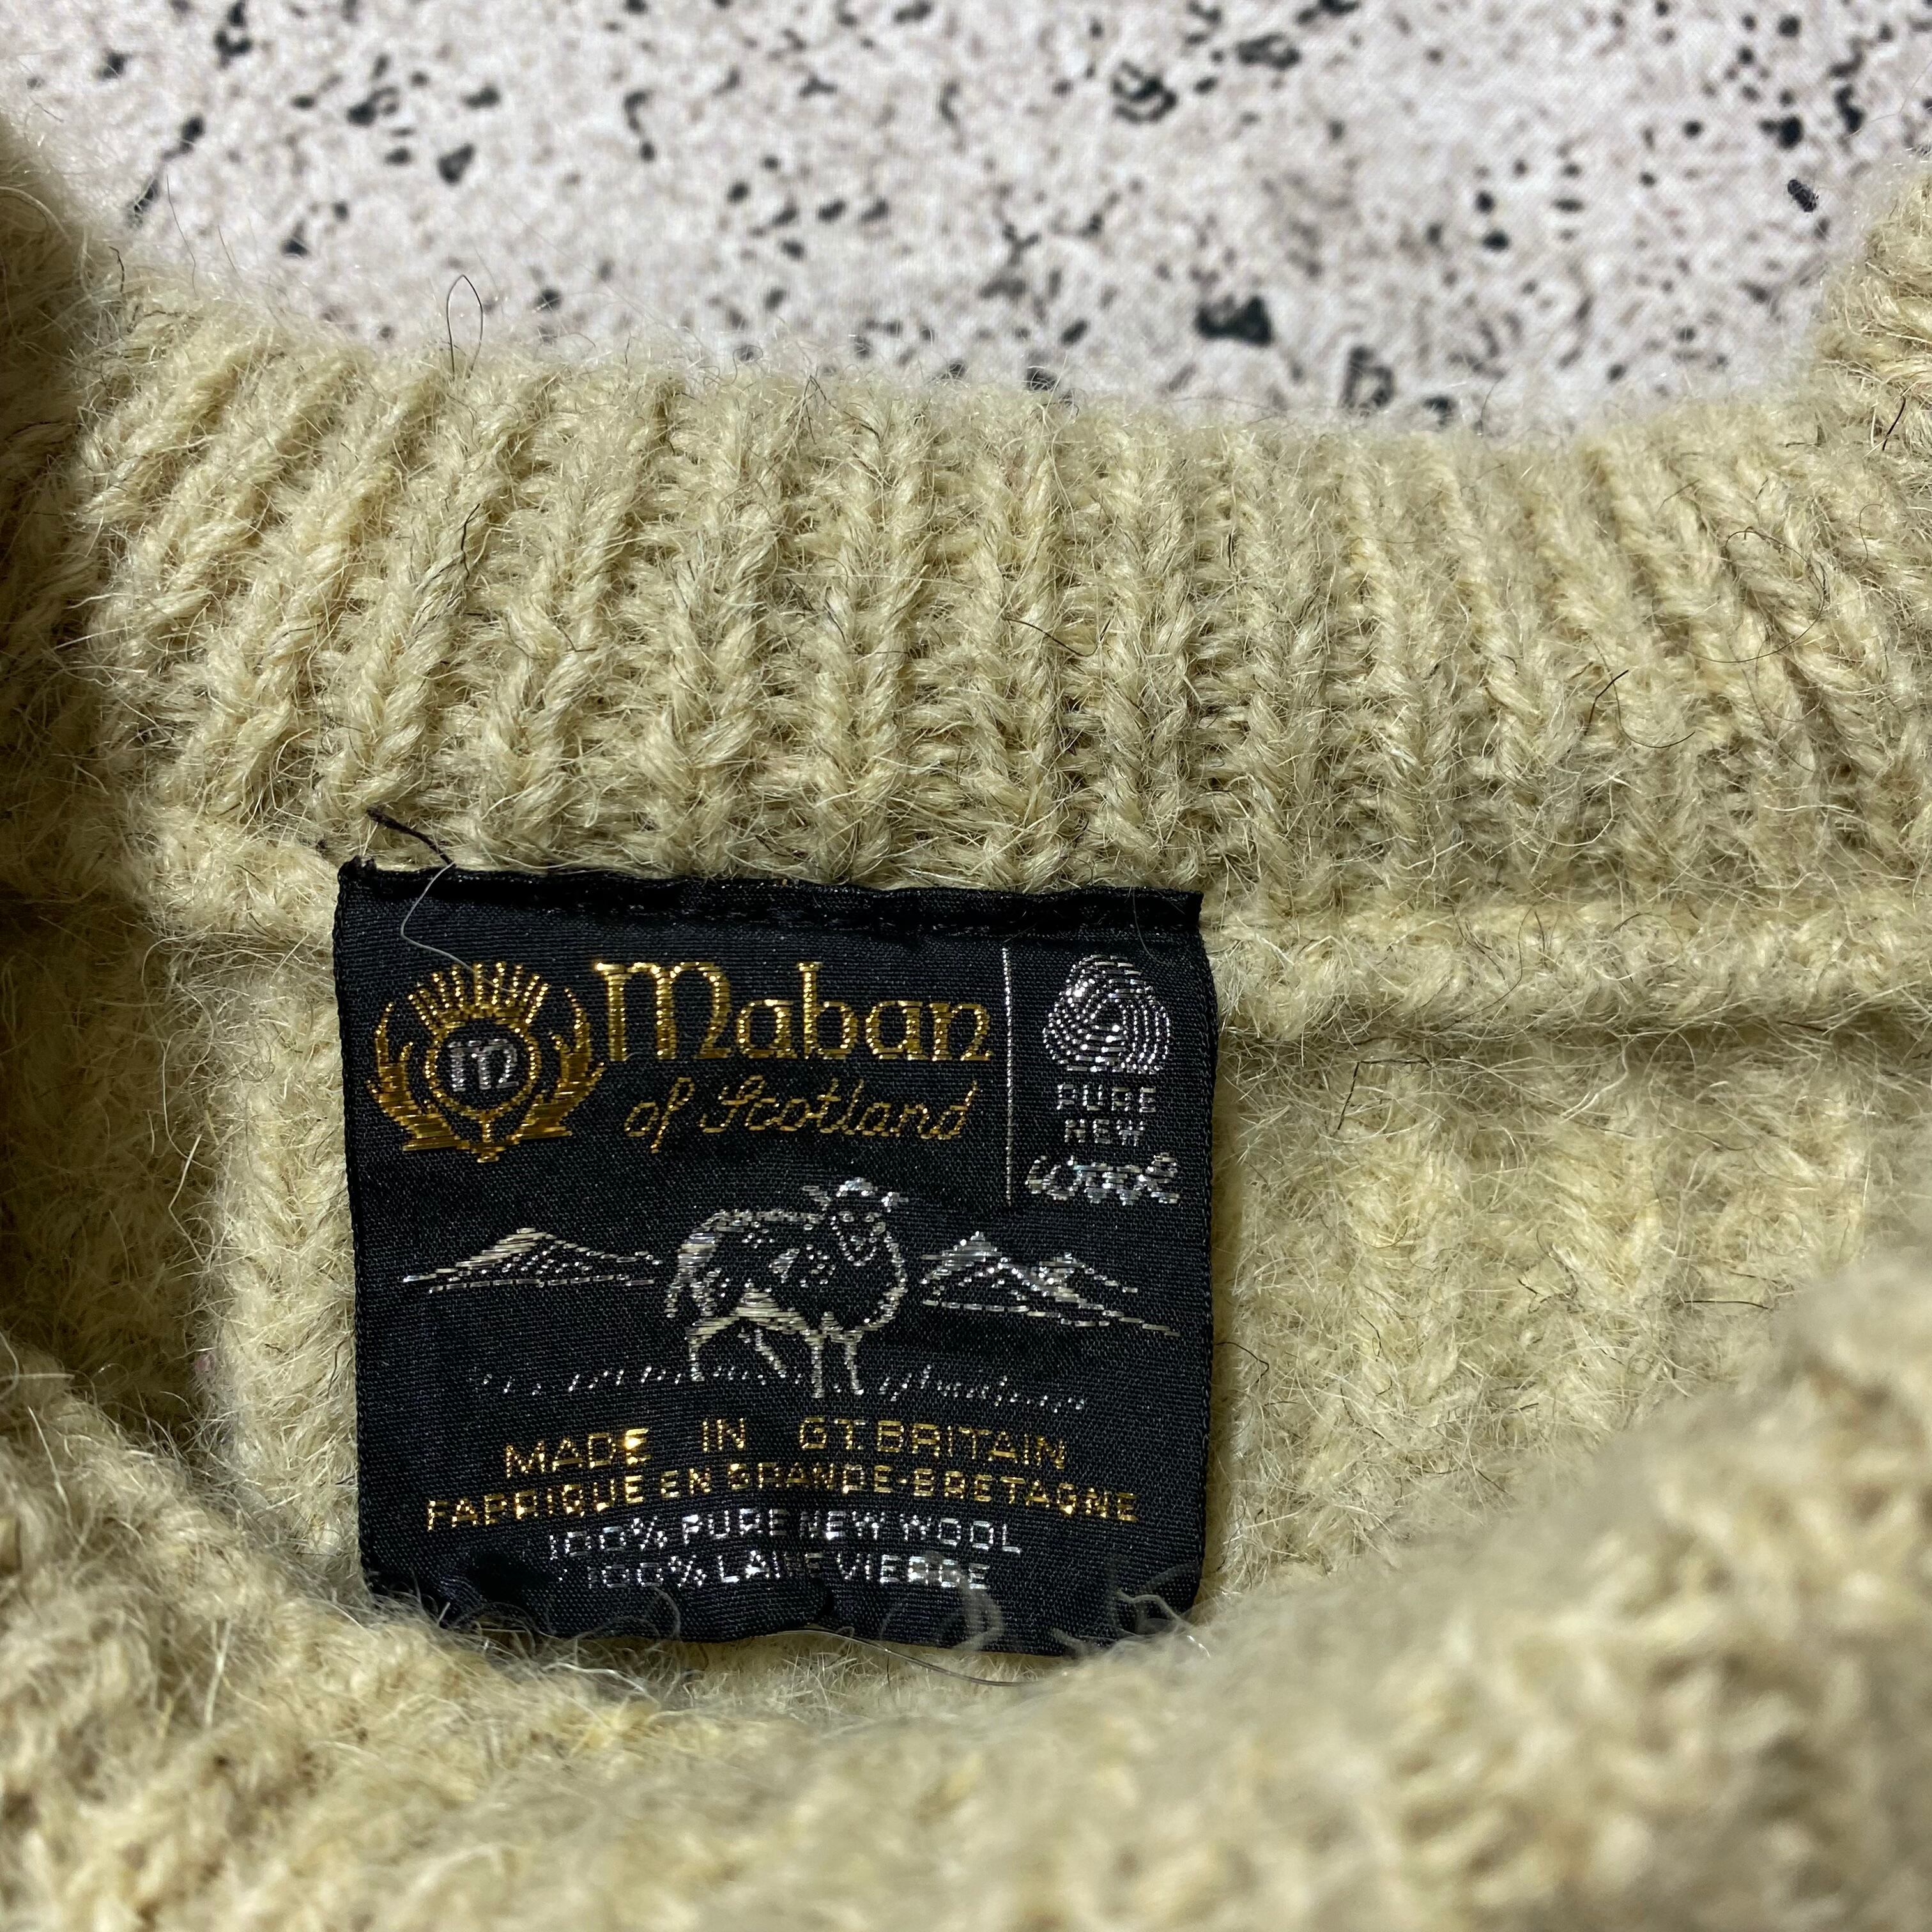 m
Maban
of Scotland
PURE
NEW
WOOL
MADE IN GT. BRITAIN
FABRIQUE EN GRANDE-BRETAGNE
100% PURE NEW WOOL
100% LAINE VIERGE